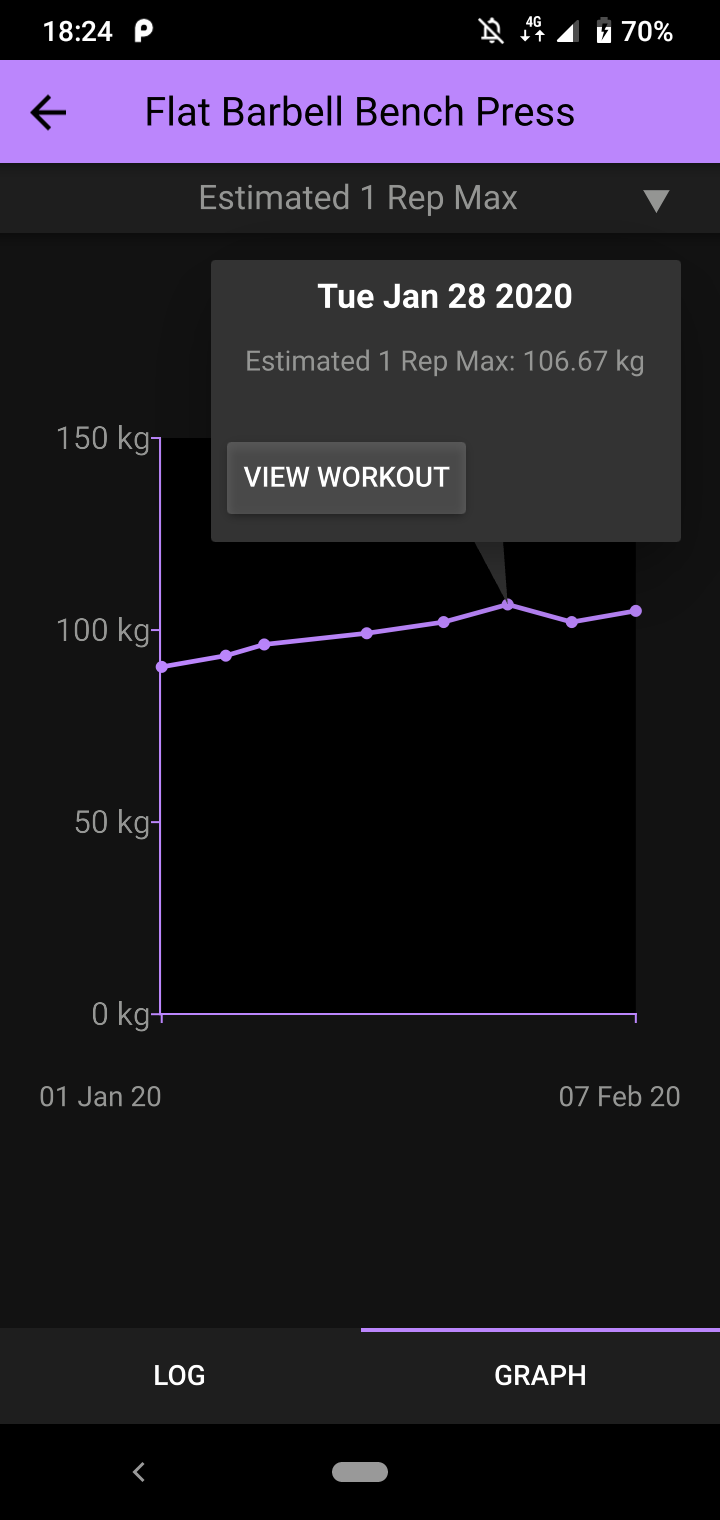 18:24
4G
70%
Flat Barbell Bench Press
Estimated 1 Rep Max
Tue Jan 28 2020
Estimated 1 Rep Max: 106.67 kg
VIEW WORKOUT
150 kg
100 kg
50 kg
0 kg
01 Jan 20
07 Feb 20
LOG
GRAPH